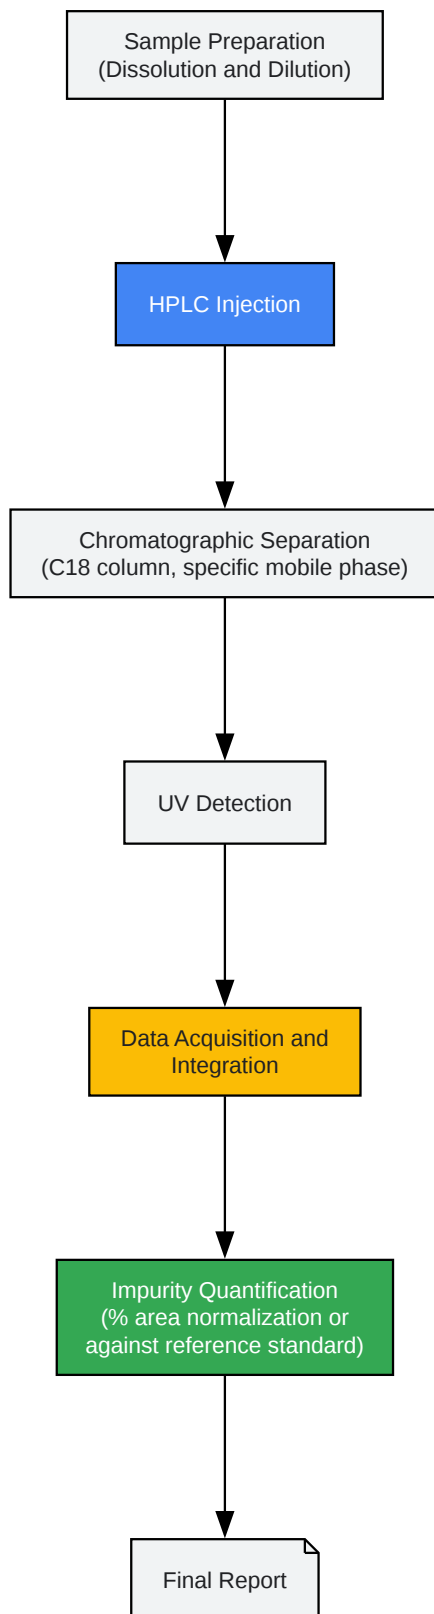 Sample Preparation
(Dissolution and Dilution)
HPLC Injection
Chromatographic Separation
(C18 column, specific mobile phase)
UV Detection
Data Acquisition and
Integration
Impurity Quantification
(% area normalization or
against reference standard)
Final Report